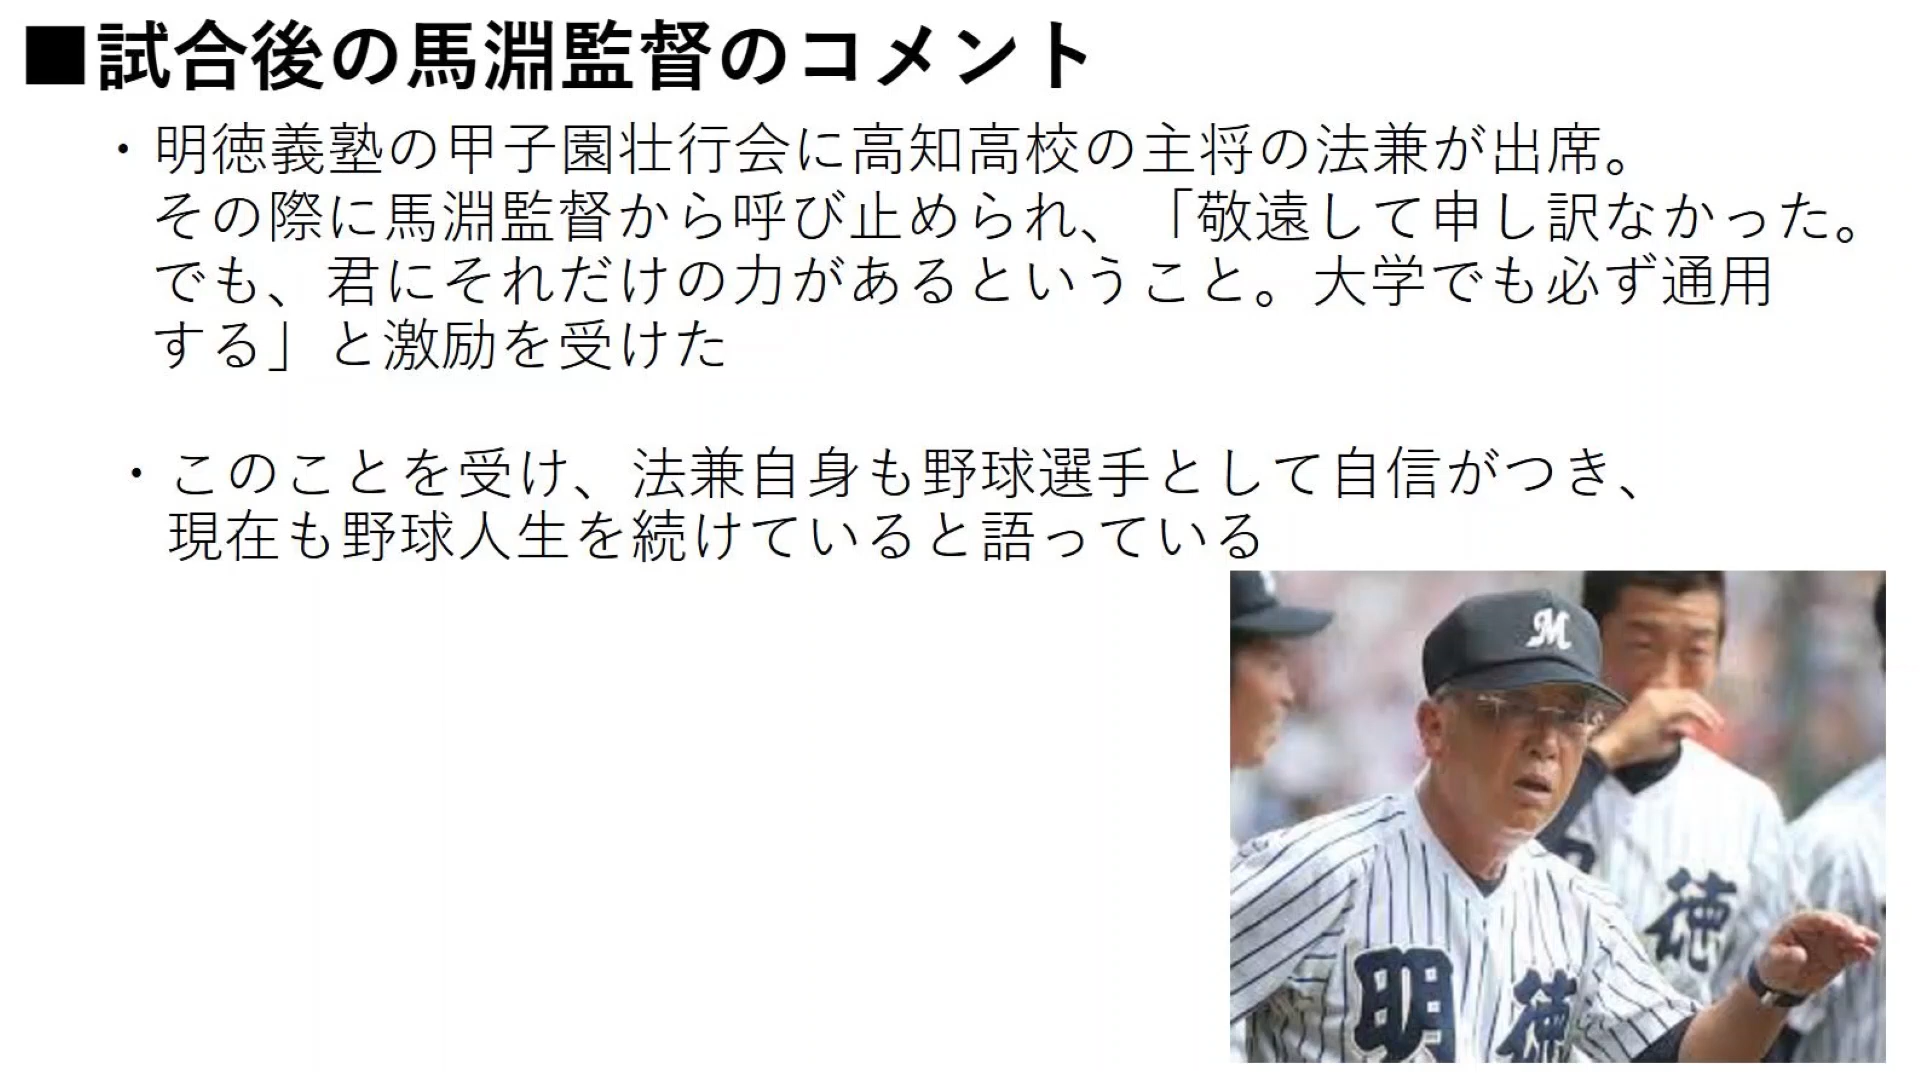 ■試合後の馬淵監督のコメント
・明徳義塾の甲子園壮行会に高知高校の主将の法兼が出席。
その際に馬淵監督から呼び止められ、「敬遠して申し訳なかった。
でも、君にそれだけの力があるということ。大学でも必ず通用
する」と激励を受けた
・このことを受け、法兼自身も野球選手として自信がつき、
現在も野球人生を続けていると語っている
M
徳
明徳